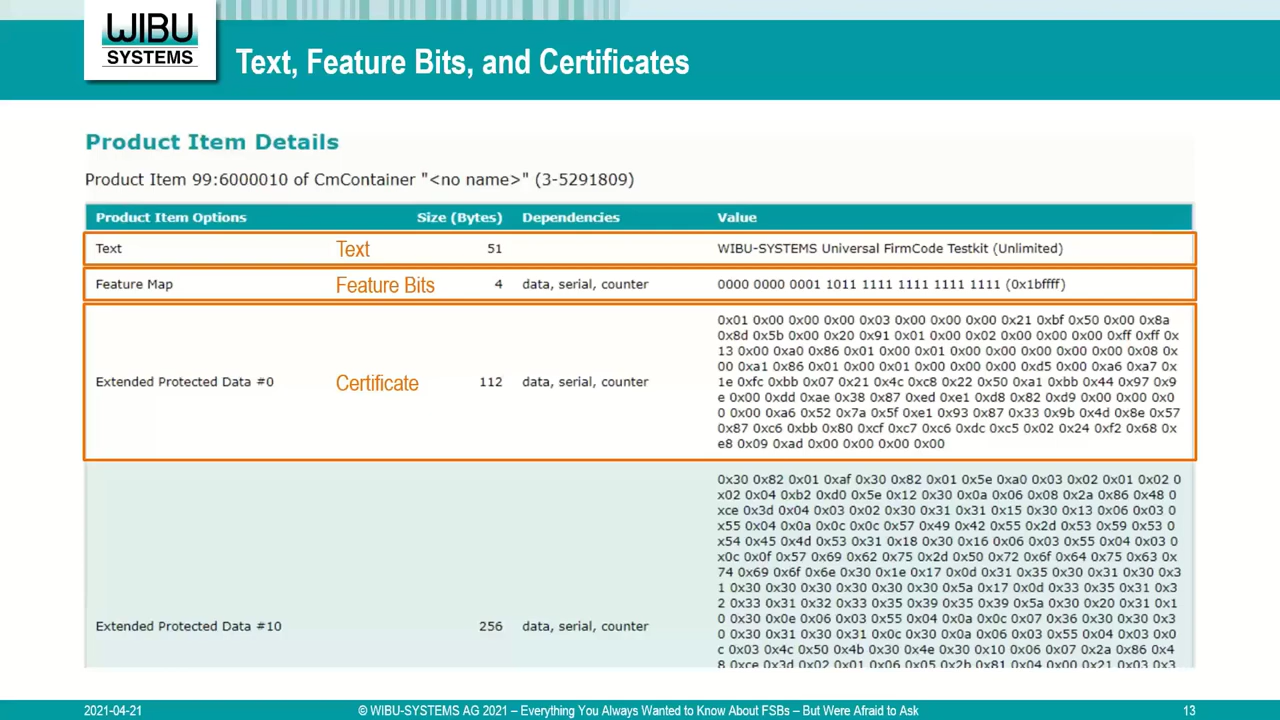 WIBU
SYSTEMS
Text, Feature Bits, and Certificates
Product Item Details
Product Item 99:6000010 of CmContainer "<no name>" (3-5291809)
Product Item Options Size (Bytes) Dependencies Value
Text Text 51 WIBU-SYSTEMS Universal FirmCode Testkit (Unlimited)
Feature Map Feature Bits 4 data, serial, counter 0000 0000 0001 1011 1111 1111 1111 1111 (0x1bffff)
0x01 0x00 0x00 0x00 0x03 0x00 0x00 0x00 0x21 0xbf 0x50 0x00 0x8a
0x8d 0x5b 0x00 0x20 0x91 0x01 0x00 0x02 0x00 0x00 0x00 0xff 0xff 0x
13 0x00 0xa0 0x86 0x01 0x00 0x01 0x00 0x00 0x00 0x00 0x00 0x08 0x
00 0xa1 0x86 0x01 0x00 0x01 0x00 0x00 0x00 0xd5 0x00 0xa6 0xa7 0x
1e 0xfc 0xbb 0x07 0x21 0x4c 0xc8 0x22 0x50 0xa1 0xbb 0x44 0x97 0x9
e 0x00 0xdd 0xae 0x38 0x87 0xed 0xe1 0xd8 0x82 0xd9 0x00 0x00 0x0
Extended Protected Data #0 Certificate 112 data, serial, counter
0 0x00 0xa6 0x52 0x7a 0x5f 0xe1 0x93 0x87 0x33 0x9b 0x4d 0x8e 0x57
0x87 0xc6 0xbb 0x80 0xcf 0xc7 0xc6 0xdc 0xc5 0x02 0x24 0xf2 0x68 0x
e8 0x09 0xad 0x00 0x00 0x00 0x00
0x30 0x82 0x01 0xaf 0x30 0x82 0x01 0x5e 0xa0 0x03 0x02 0x01 0x02 0
x02 0x04 0xb2 0xd0 0x5e 0x12 0x30 0x0a 0x06 0x08 0x2a 0x86 0x48 0
xce 0x3d 0x04 0x03 0x02 0x30 0x31 0x31 0x15 0x30 0x13 0x06 0x03 0
x55 0x04 0x0a 0x0c 0x0c 0x57 0x49 0x42 0x55 0x2d 0x53 0x59 0x53 0
x54 0x45 0x4d 0x53 0x31 0x18 0x30 0x16 0x06 0x03 0x55 0x04 0x03 0
x0c 0x0f 0x57 0x69 0x62 0x75 0x2d 0x50 0x72 0x6f 0x64 0x75 0x63 0x
74 0x69 0x6f 0x6e 0x30 0x1e 0x17 0x0d 0x31 0x35 0x30 0x31 0x30 0x3
1 0x30 0x30 0x30 0x30 0x30 0x30 0x5a 0x17 0x0d 0x33 0x35 0x31 0x3
2 0x33 0x31 0x32 0x33 0x35 0x39 0x35 0x39 0x5a 0x30 0x20 0x31 0x1
0 0x30 0x0e 0x06 0x03 0x55 0x04 0x0a 0x0c 0x07 0x36 0x30 0x30 0x3
Extended Protected Data #10 256 data, serial, counter
0 0x30 0x31 0x30 0x31 0x0c 0x30 0x0a 0x06 0x03 0x55 0x04 0x03 0x0
c 0x03 0x4c 0x50 0x4b 0x30 0x4e 0x30 0x10 0x06 0x07 0x2a 0x86 0x4
8 0xce 0x3d 0x02 0x01 0x06 0x05 0x2b 0x81 0x04 0x00 0x21 0x03 0x3
2021-04-21 © WIBU-SYSTEMS AG 2021 – Everything You Always Wanted to Know About FSBs – But Were Afraid to Ask 13